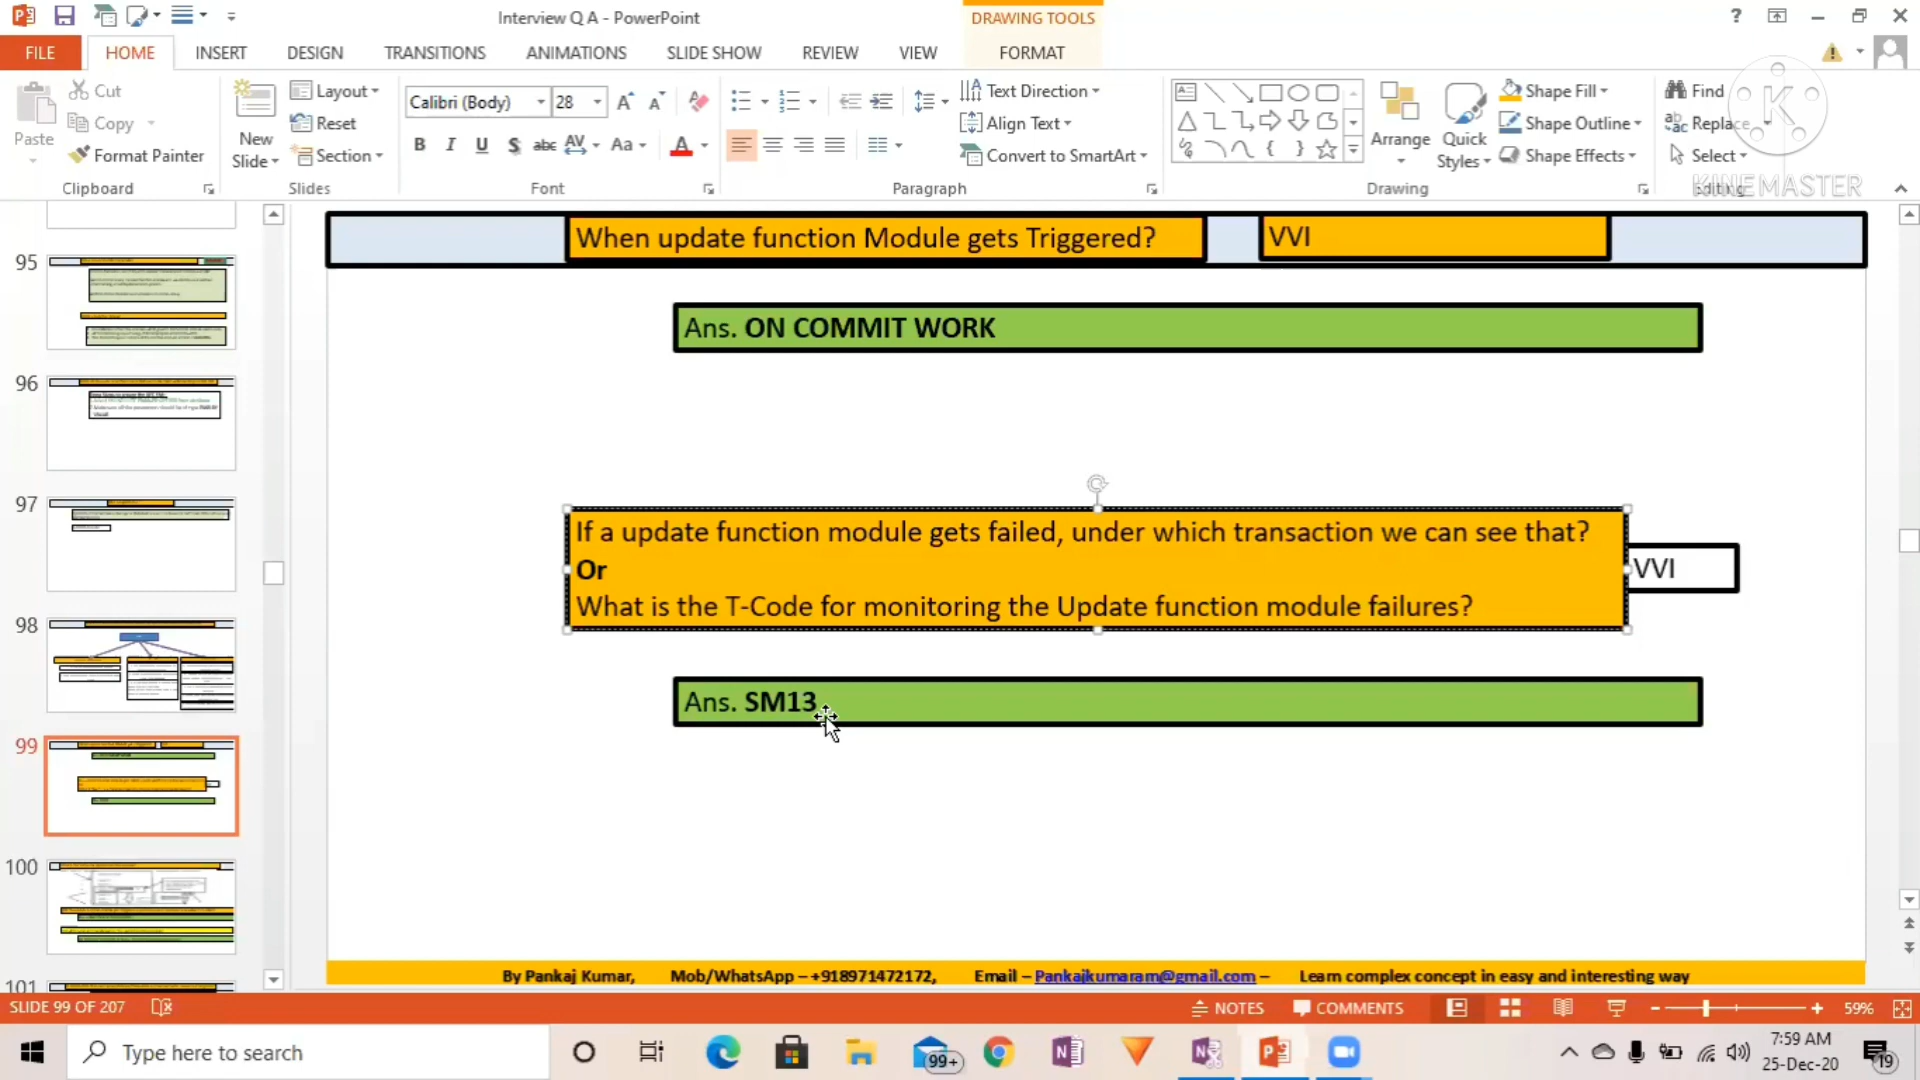 Interview Q A - PowerPoint
DRAWING TOOLS
FILE
HOME
INSERT
DESIGN
TRANSITIONS
ANIMATIONS
SLIDE SHOW
REVIEW
VIEW
FORMAT
Paste
Cut
Copy
Format Painter
Clipboard
New
Slide
Layout
Reset
Section
Slides
Calibri (Body)
28
Font
Text Direction
Align Text
Convert to SmartArt
Paragraph
Arrange
Quick
Styles
Shape Fill
Shape Outline
Shape Effects
Drawing
Find
Replace
Select
Editing
KINEMASTER
When update function Module gets Triggered?
VVI
Ans. ON COMMIT WORK
If a update function module gets failed, under which transaction we can see that?
Or
What is the T-Code for monitoring the Update function module failures?
VVI
Ans. SM13
95
96
97
98
99
100
101
By Pankaj Kumar, Mob/WhatsApp – +918971472172, Email – Pankajkumaram@gmail.com – Learn complex concept in easy and interesting way
SLIDE 99 OF 207
NOTES
COMMENTS
59%
Type here to search
99+
7:59 AM
25-Dec-20
19